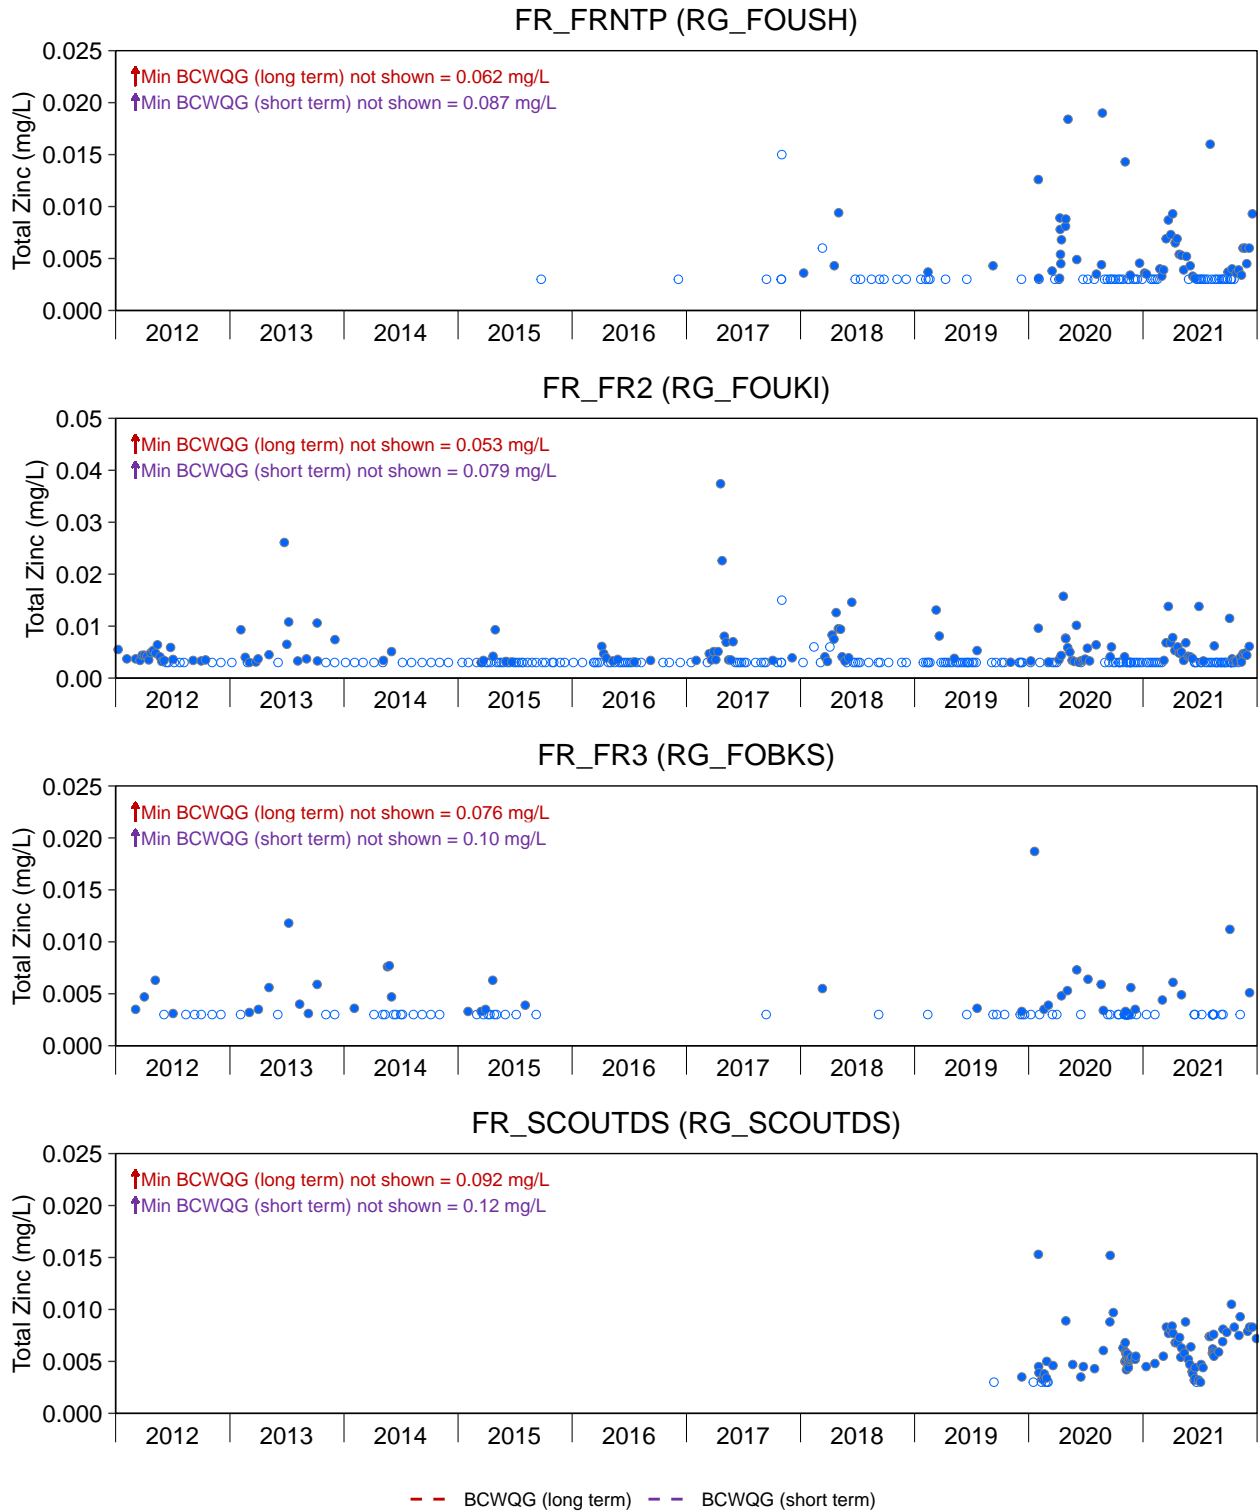 FR_FRNTP (RG_FOUSH)
Total Zinc (mg/L)
0.025
0.020
0.015
0.010
0.005
0.000
Min BCWQG (long term) not shown = 0.062 mg/L
Min BCWQG (short term) not shown = 0.087 mg/L
2012 2013 2014 2015 2016 2017 2018 2019 2020 2021
FR_FR2 (RG_FOUKI)
Total Zinc (mg/L)
0.05
0.04
0.03
0.02
0.01
0.00
Min BCWQG (long term) not shown = 0.053 mg/L
Min BCWQG (short term) not shown = 0.079 mg/L
2012 2013 2014 2015 2016 2017 2018 2019 2020 2021
FR_FR3 (RG_FOBKS)
Total Zinc (mg/L)
0.025
0.020
0.015
0.010
0.005
0.000
Min BCWQG (long term) not shown = 0.076 mg/L
Min BCWQG (short term) not shown = 0.10 mg/L
2012 2013 2014 2015 2016 2017 2018 2019 2020 2021
FR_SCOUTDS (RG_SCOUTDS)
Total Zinc (mg/L)
0.025
0.020
0.015
0.010
0.005
0.000
Min BCWQG (long term) not shown = 0.092 mg/L
Min BCWQG (short term) not shown = 0.12 mg/L
2012 2013 2014 2015 2016 2017 2018 2019 2020 2021
BCWQG (long term) BCWQG (short term)